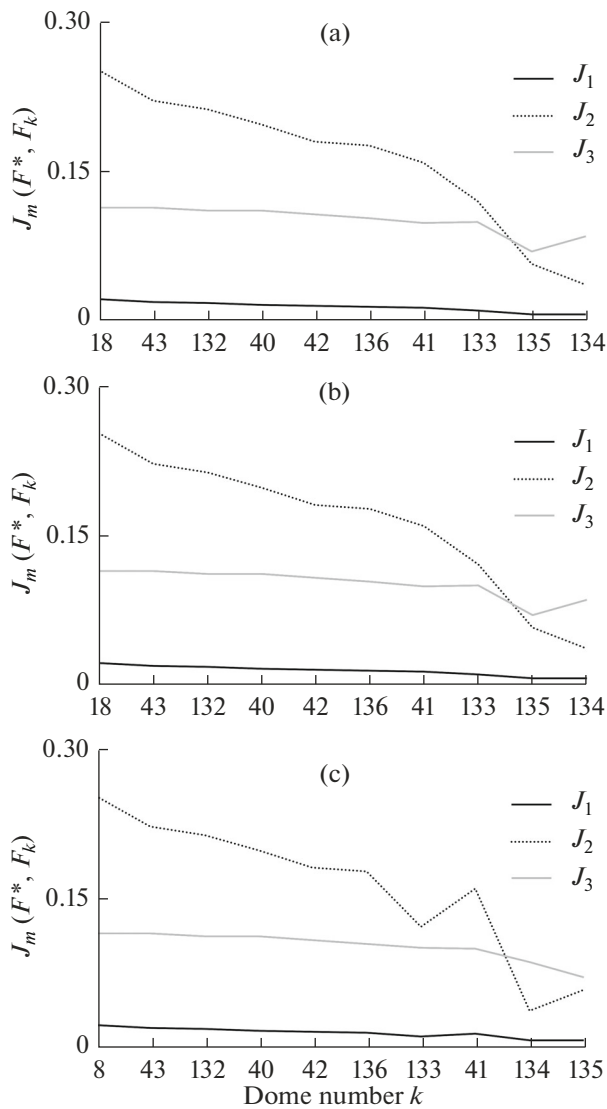 0.30
(a)
J1
J2
J3
Jm (F*, Fk)
0.15
0
18 43 132 40 42 136 41 133 135 134
0.30
(b)
J1
J2
J3
Jm (F*, Fk)
0.15
0
18 43 132 40 42 136 41 133 135 134
0.30
(c)
J1
J2
J3
Jm (F*, Fk)
0.15
0
8 43 132 40 42 136 133 41 134 135
Dome number k